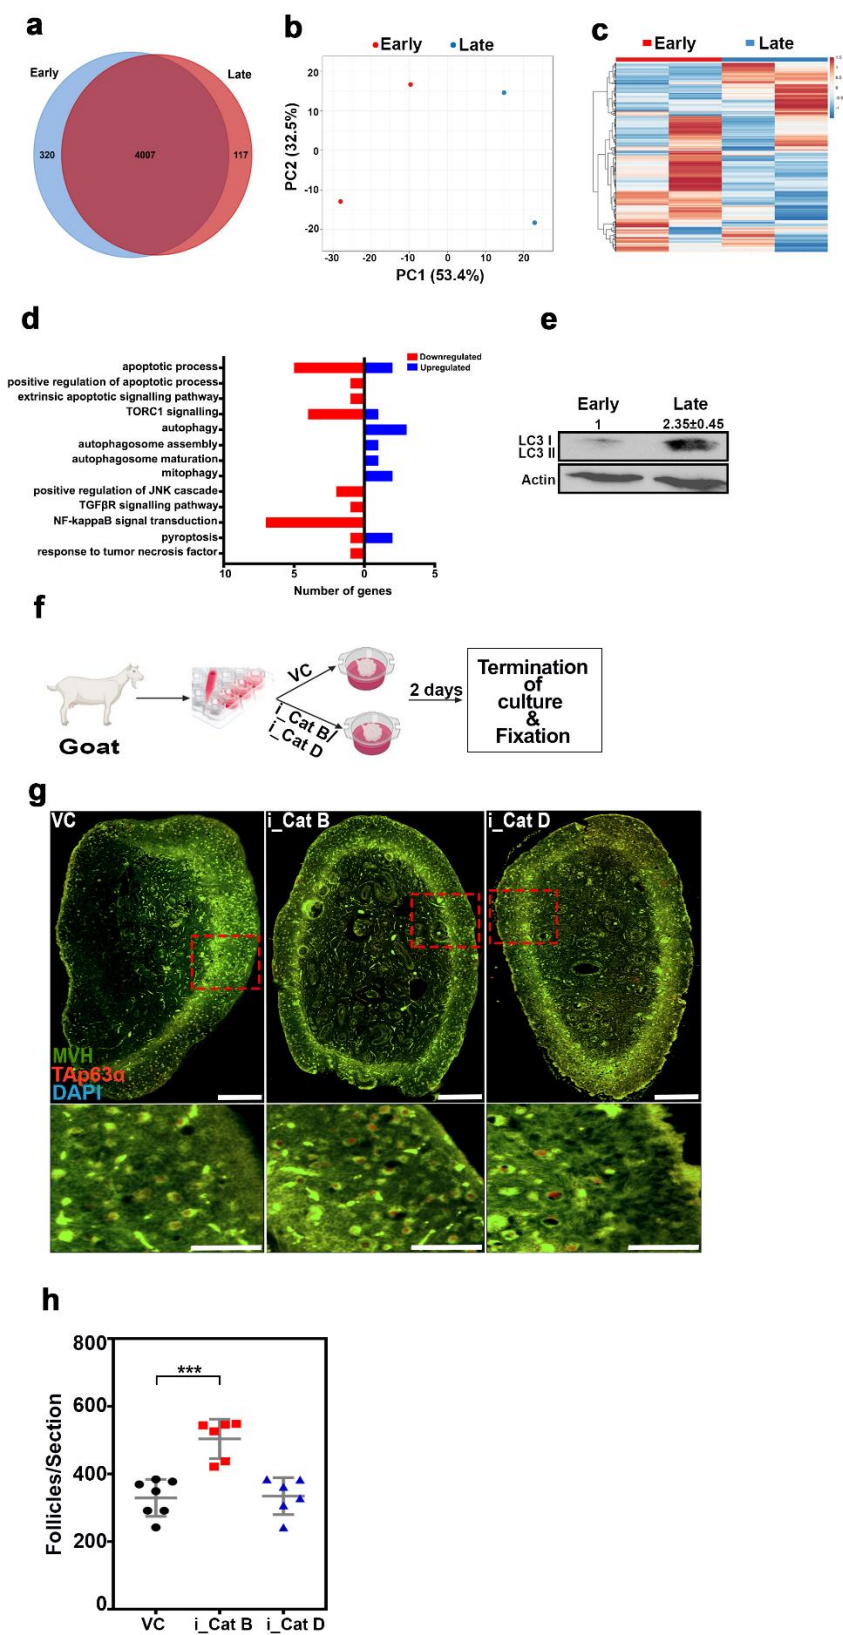 a
Early
Late
320
4007
117
b
Early
Late
PC2 (32.5%)
20
10
0
-10
-20
-30
-20
-10
0
10
20
PC1 (53.4%)
c
Early
Late
d
Downregulated
Upregulated
apoptotic process
positive regulation of apoptotic process
extrinsic apoptotic signalling pathway
TORC1 signalling
autophagy
autophagosome assembly
autophagosome maturation
mitophagy
positive regulation of JNK cascade
TGFβR signalling pathway
NF-kappaB signal transduction
pyroptosis
response to tumor necrosis factor
10
5
0
5
Number of genes
e
Early
Late
1
2.35±0.45
LC3 I
LC3 II
Actin
f
Goat
VC
i_Cat B/
i_Cat D
2 days
Termination
of
culture
&
Fixation
g
VC
i_Cat B
i_Cat D
MVH
TAp63α
DAPI
h
Follicles/Section
800
600
400
200
0
***
VC
i_Cat B
i_Cat D